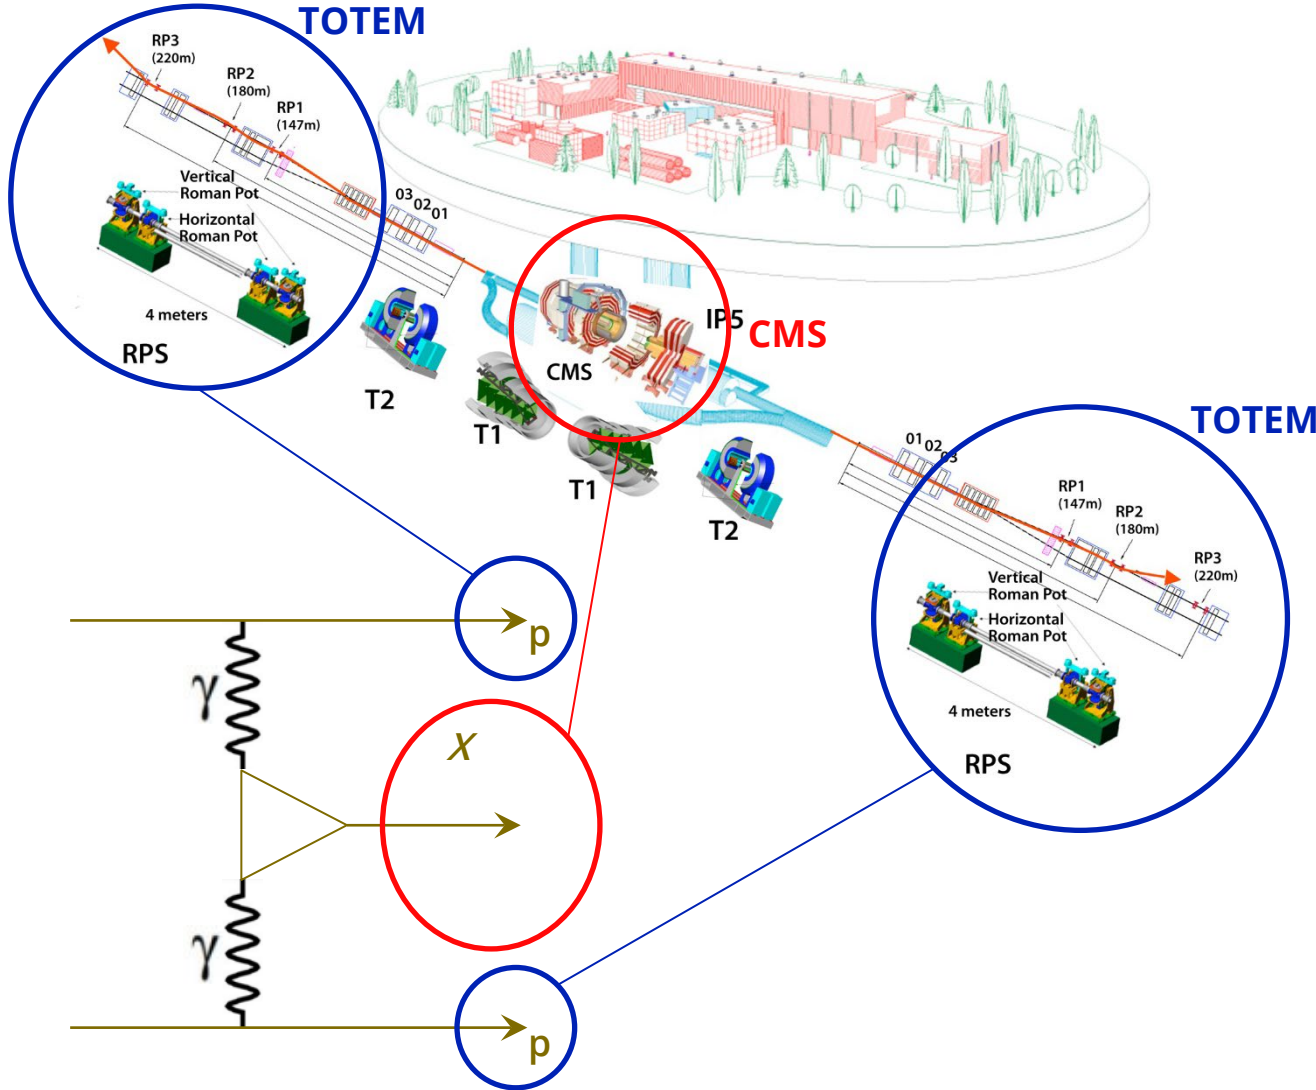 TOTEM
RP3
(220m)
RP2
(180m)
RP1
(147m)
Vertical
Roman Pot
Horizontal
Roman Pot
03
02
01
4 meters
RPS
T2
T1
CMS
IP5
CMS
T1
T2
TOTEM
01
02
03
RP1
(147m)
RP2
(180m)
RP3
(220m)
Vertical
Roman Pot
Horizontal
Roman Pot
4 meters
RPS
p
γ
X
γ
p